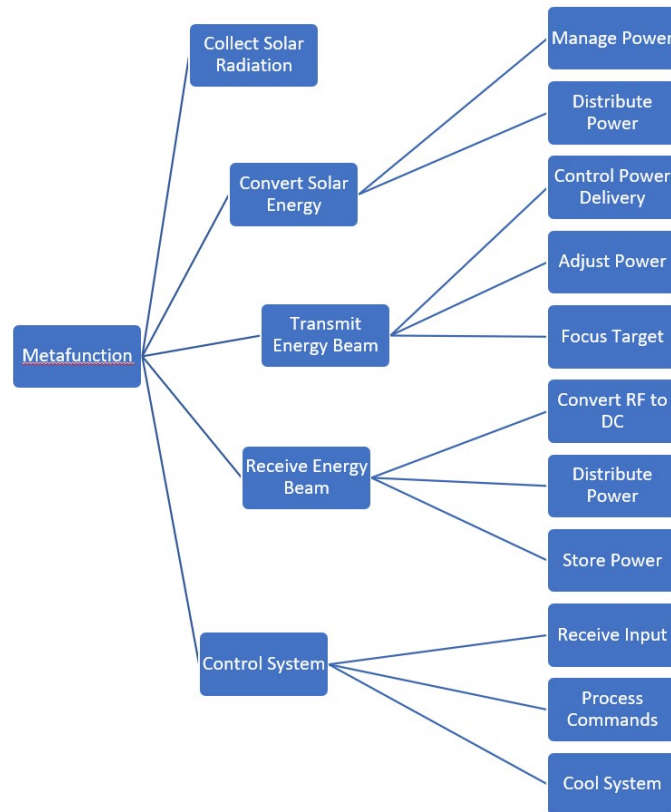 Collect Solar
Radiation
Manage Power
Distribute
Power
Convert Solar
Energy
Control Power
Delivery
Adjust Power
Transmit
Energy Beam
Focus Target
Metafunction
Convert RF to
DC
Receive Energy
Beam
Distribute
Power
Store Power
Receive Input
Control System
Process
Commands
Cool System